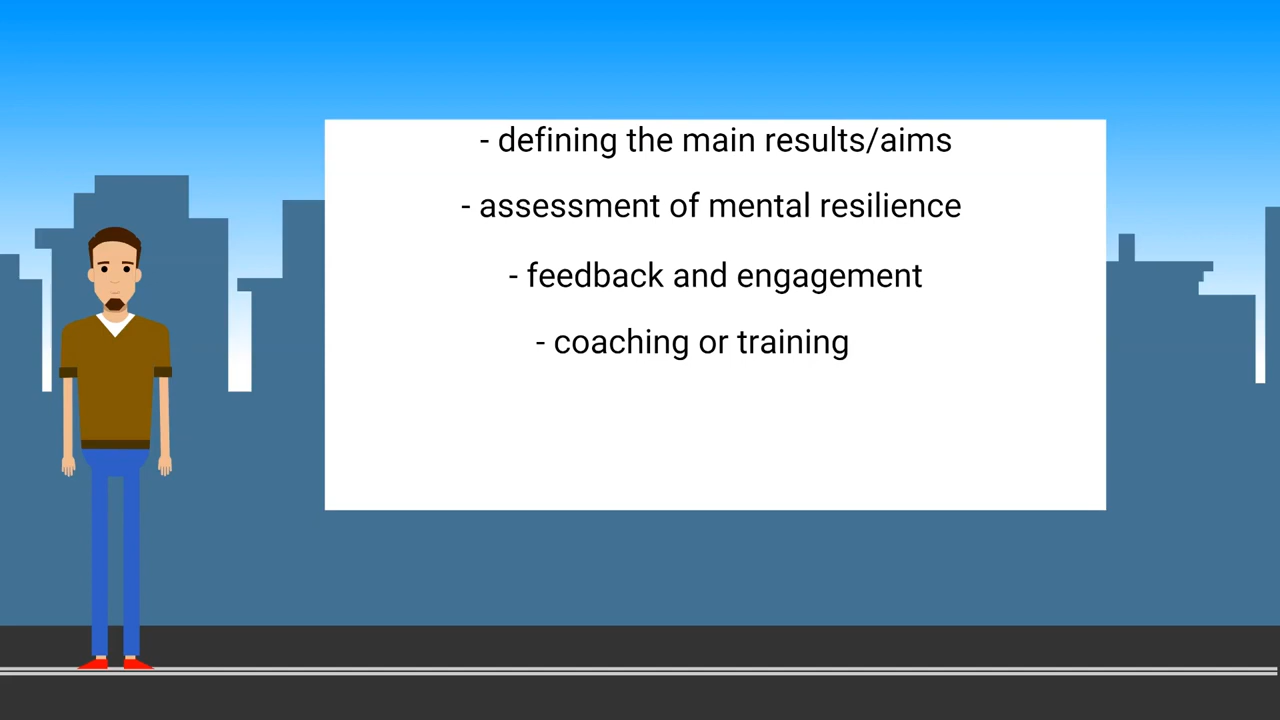 - defining the main results/aims
- assessment of mental resilience
- feedback and engagement
- coaching or training